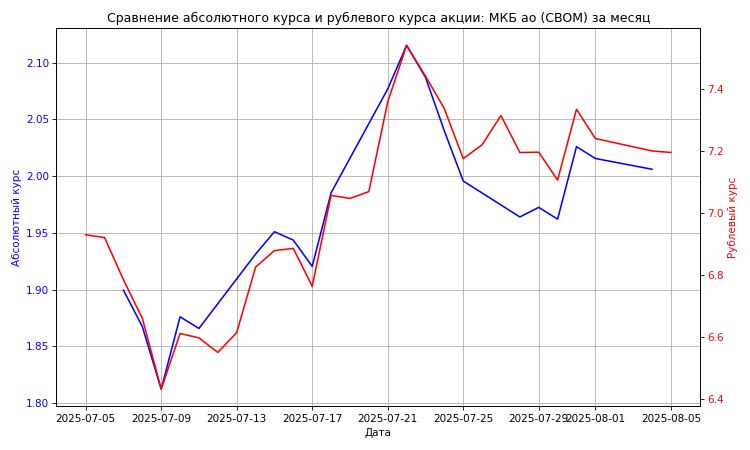 Сравнение абсолютного курса и рублевого курса акции: МКБ ао (CBOM) за месяц
2.10
2.05
2.00
1.95
1.90
1.85
1.80
Абсолютный курс
7.4
7.2
7.0
6.8
6.6
6.4
Рублевый курс
2025-07-05 2025-07-09 2025-07-13 2025-07-17 2025-07-21 2025-07-25 2025-07-29 2025-08-01 2025-08-05
Дата